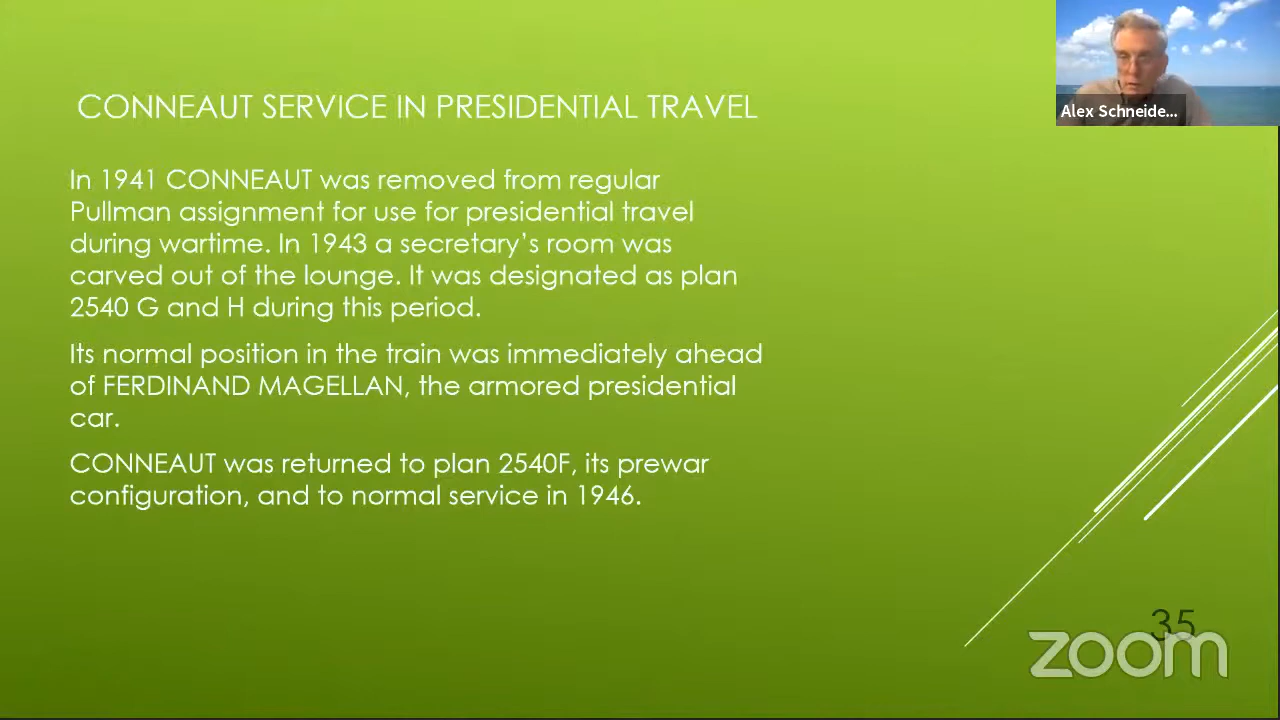 CONNEAUT SERVICE IN PRESIDENTIAL TRAVEL
Alex Schneide...
In 1941 CONNEAUT was removed from regular
Pullman assignment for use for presidential travel
during wartime. In 1943 a secretary’s room was
carved out of the lounge. It was designated as plan
2540 G and H during this period.
Its normal position in the train was immediately ahead
of FERDINAND MAGELLAN, the armored presidential
car.
CONNEAUT was returned to plan 2540F, its prewar
configuration, and to normal service in 1946.
35
zoom